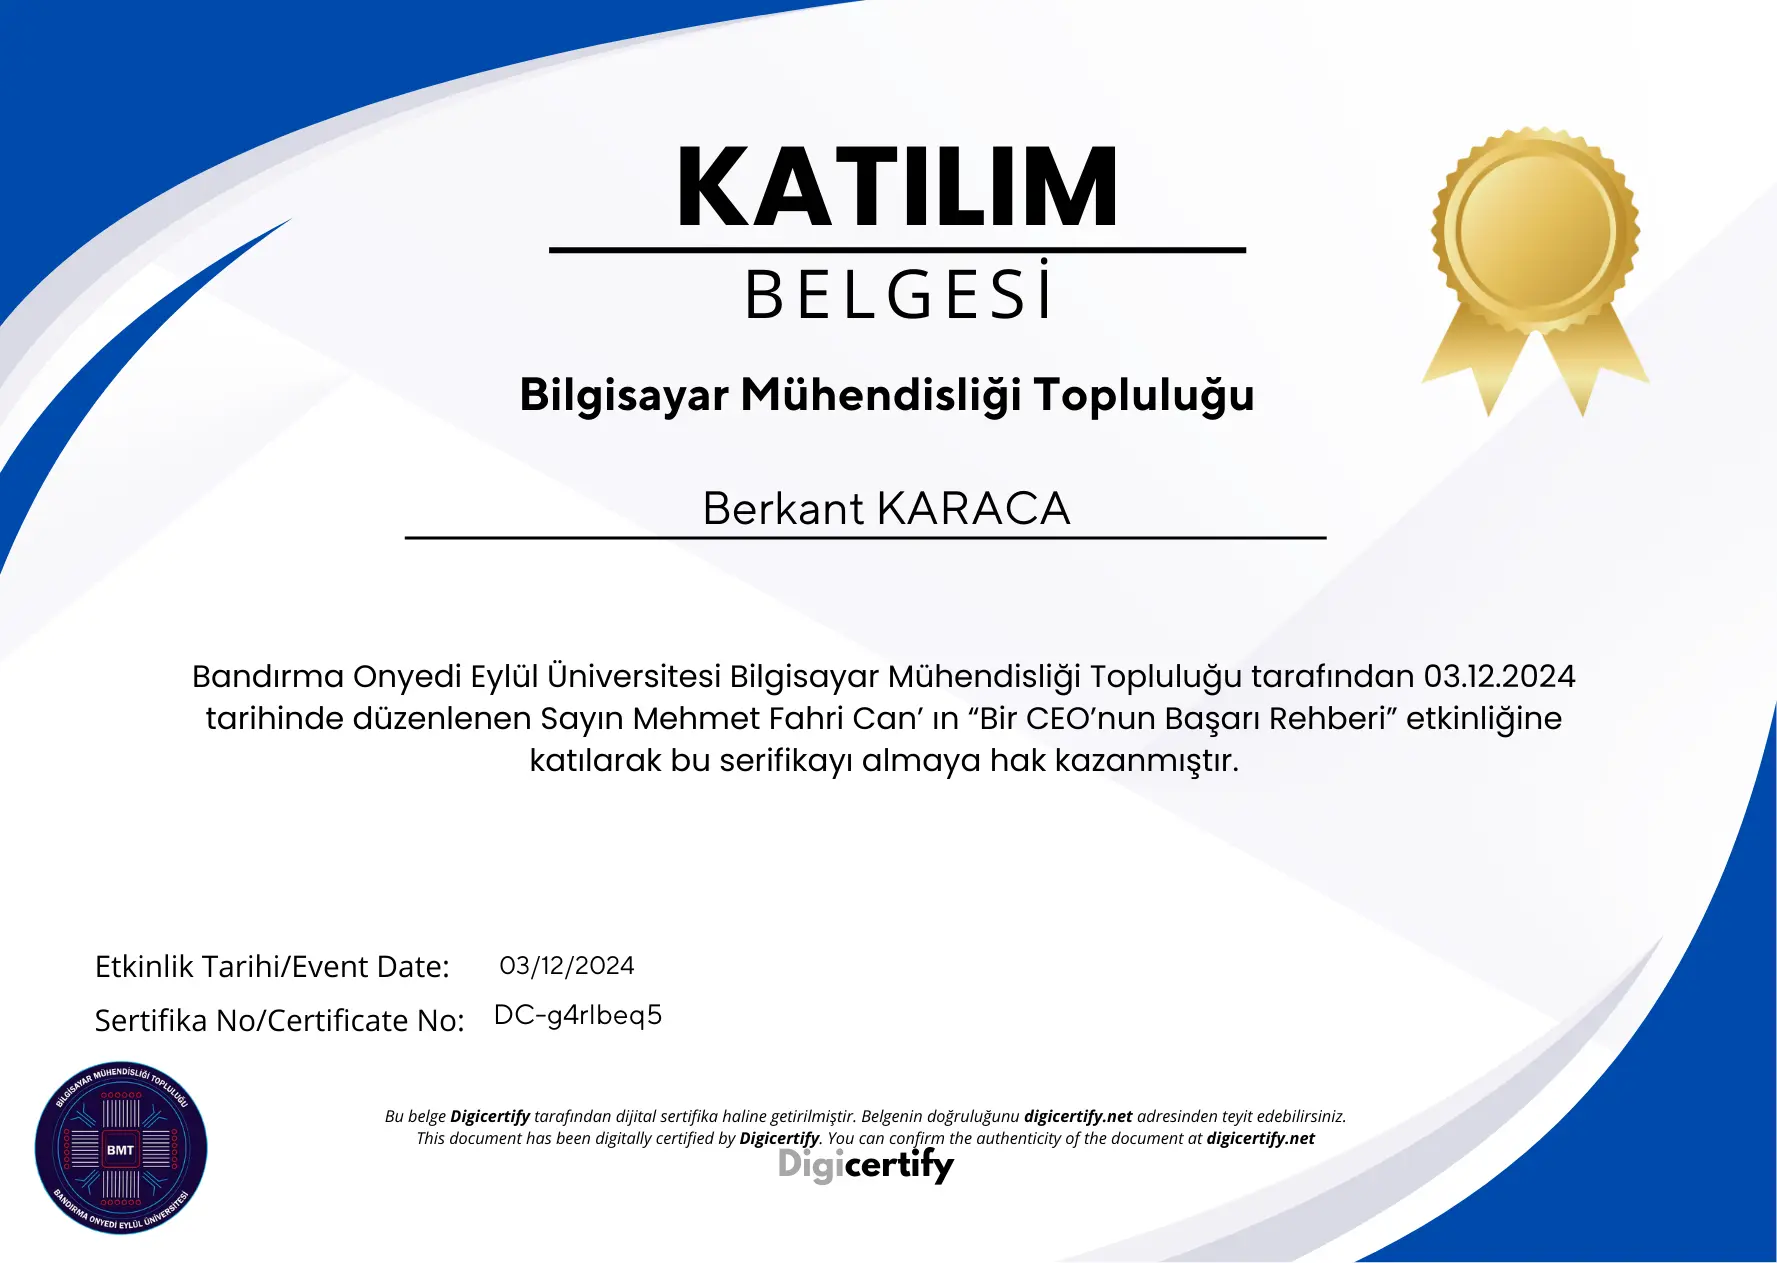 KATILIM
BELGESİ
Bilgisayar Mühendisliği Topluluğu
Berkant KARACA
Bandırma Onyedi Eylül Üniversitesi Bilgisayar Mühendisliği Topluluğu tarafından 03.12.2024
tarihinde düzenlenen Sayın Mehmet Fahri Can’ ın “Bir CEO’nun Başarı Rehberi” etkinliğine
katılarak bu serifikayı almaya hak kazanmıştır.
Etkinlik Tarihi/Event Date: 03/12/2024
Sertifika No/Certificate No: DC-g4rlbeq5
BİLGİSAYAR MÜHENDİSLİĞİ TOPLULUĞU
BMT
BANDIRMA ONYEDİ EYLÜL ÜNİVERSİTESİ
Bu belge Digicertify tarafından dijital sertifika haline getirilmiştir. Belgenin doğruluğunu digicertify.net adresinden teyit edebilirsiniz.
This document has been digitally certified by Digicertify. You can confirm the authenticity of the document at digicertify.net
Digicertify